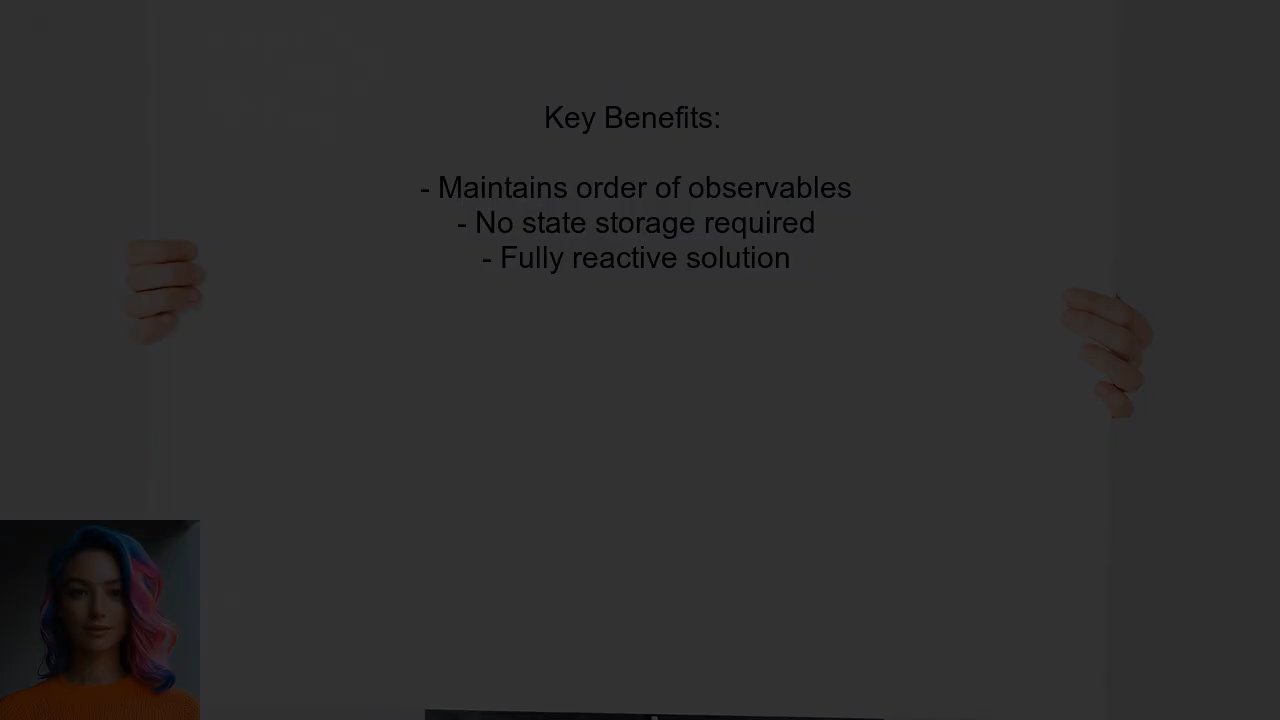 Key Benefits:
- Maintains order of observables
- No state storage required
- Fully reactive solution